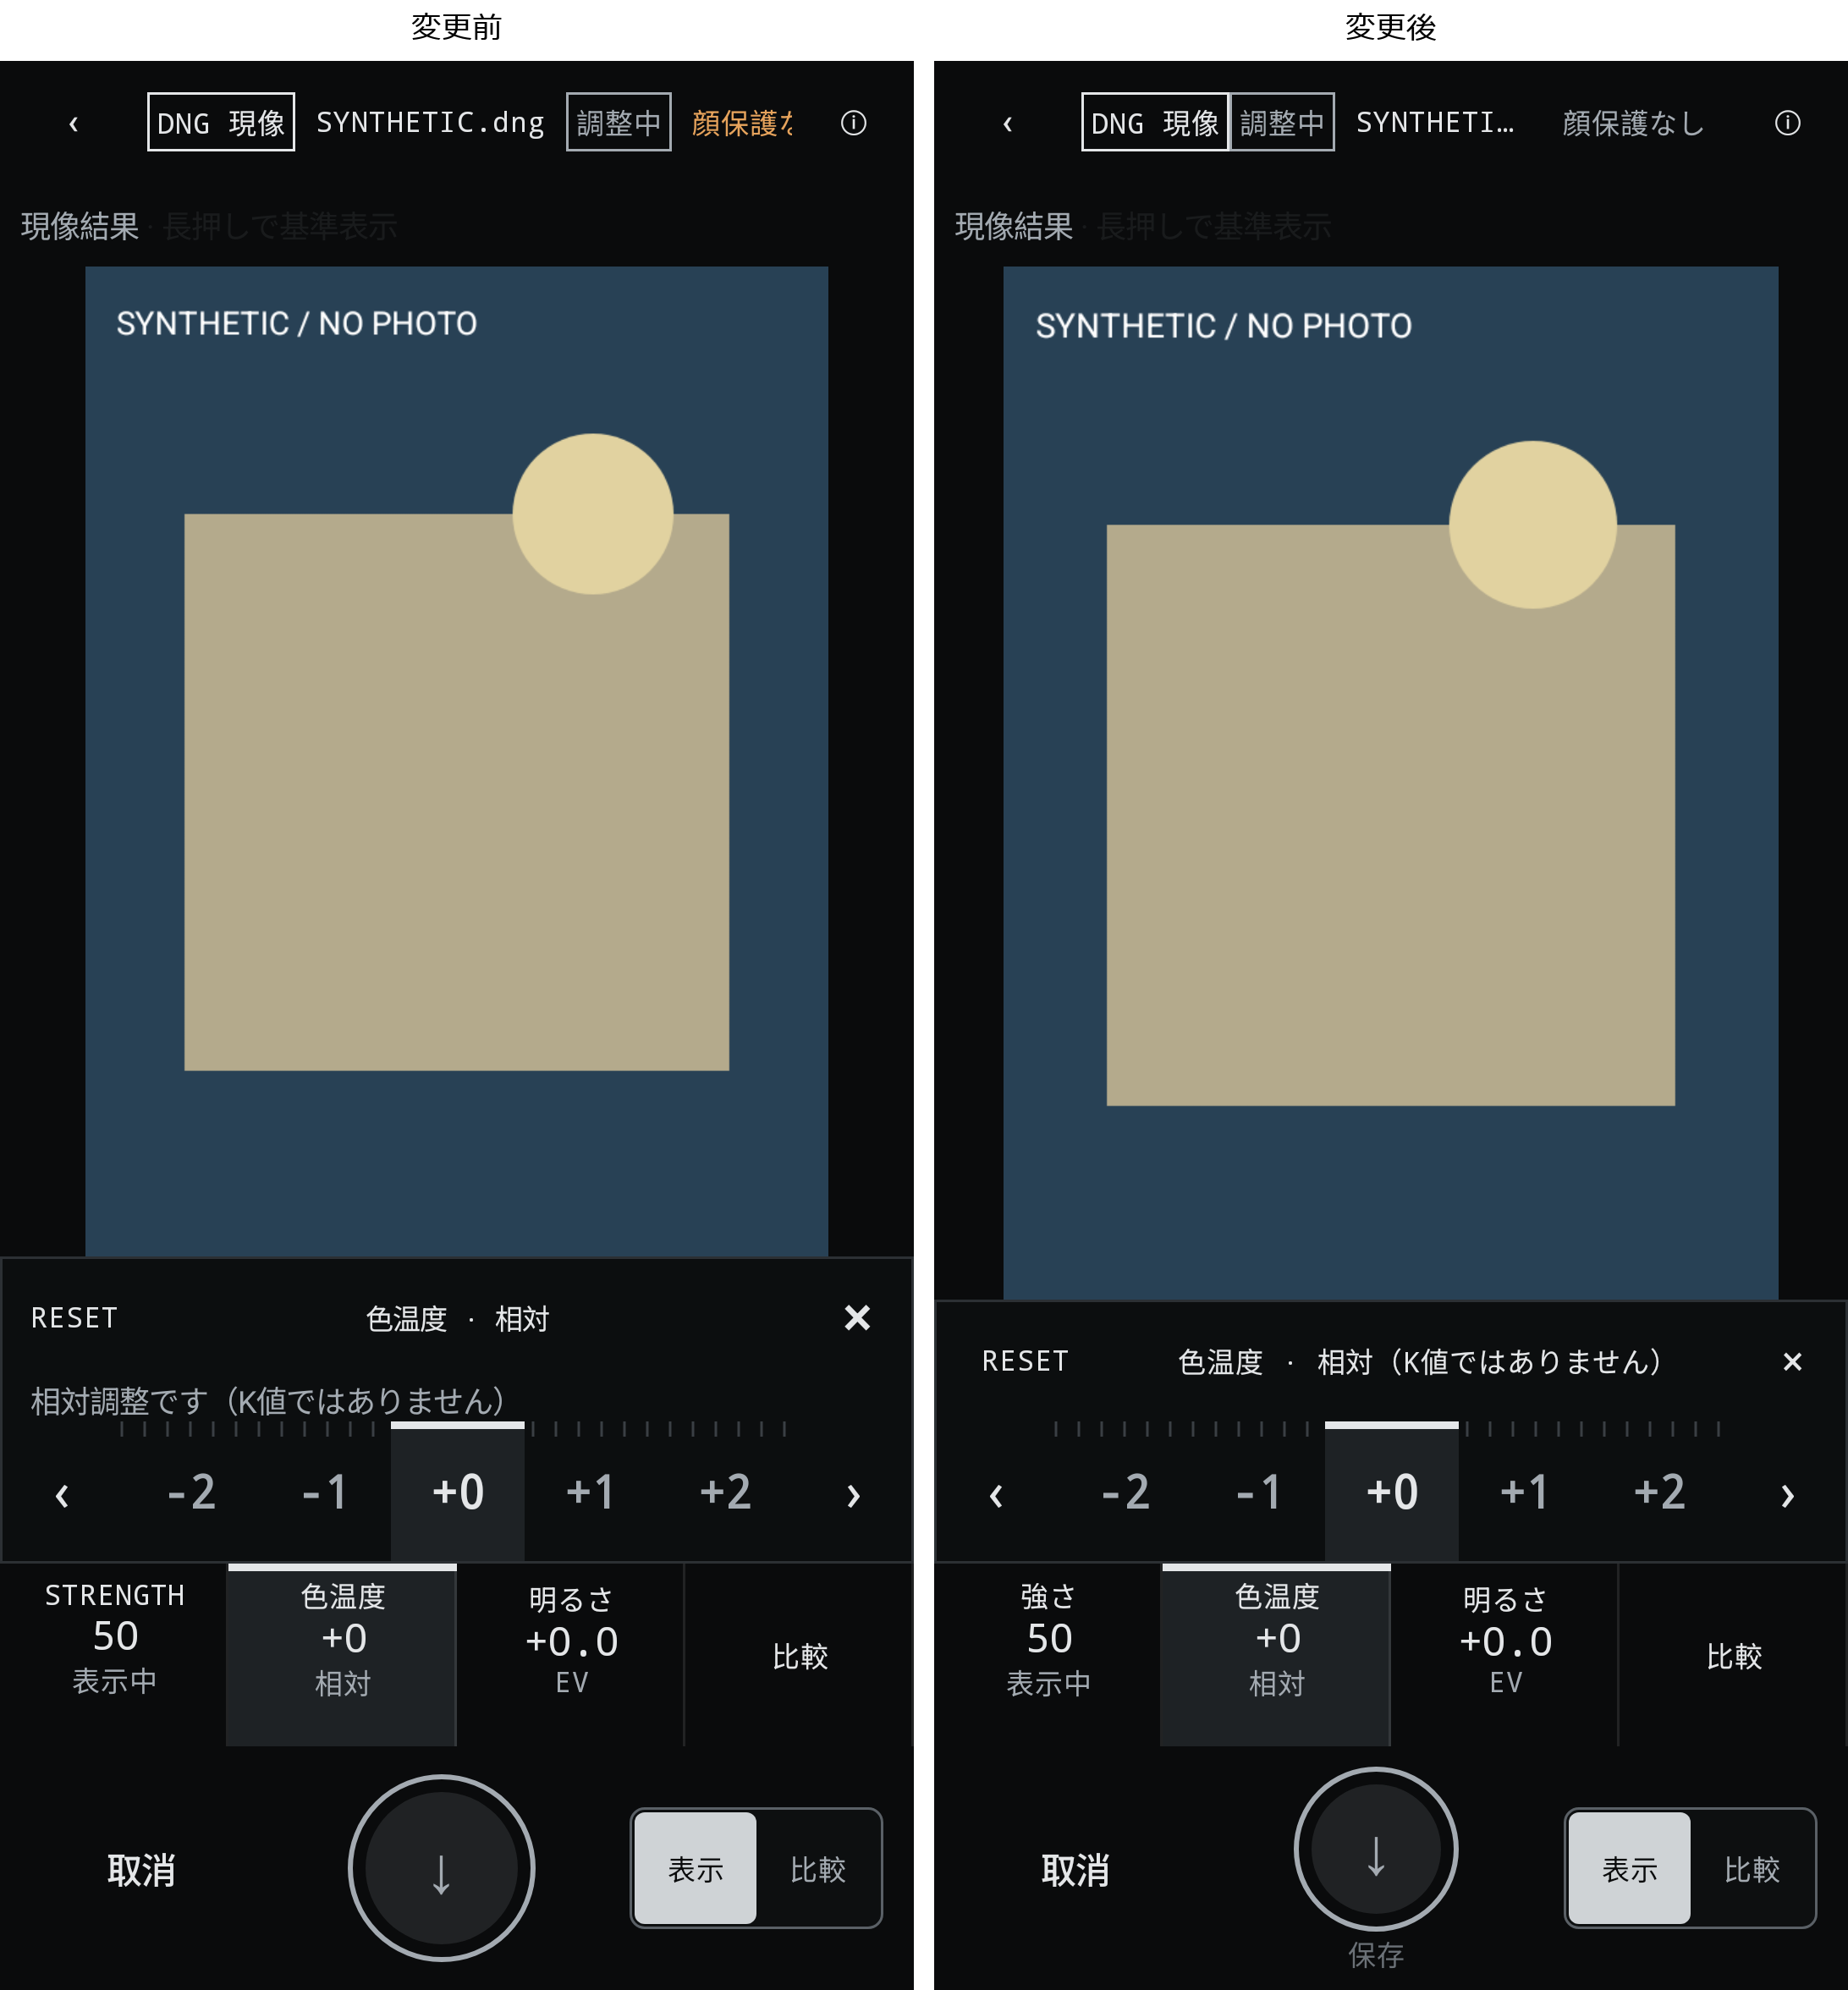 変更前
‹ DNG 現像 SYNTHETIC.dng 調整中 顔保護な ⓘ
現像結果 · 長押しで基準表示
SYNTHETIC / NO PHOTO
RESET 色温度 · 相対 ×
相対調整です（K値ではありません）
‹ -2 -1 +0 +1 +2 ›
STRENGTH 色温度 明るさ 比較
50 +0 +0.0
表示中 相対 EV
取消 ↓ 表示 比較
変更後
‹ DNG 現像 調整中 SYNTHETI… 顔保護なし ⓘ
現像結果 · 長押しで基準表示
SYNTHETIC / NO PHOTO
RESET 色温度 · 相対（K値ではありません） ×
‹ -2 -1 +0 +1 +2 ›
強さ 色温度 明るさ 比較
50 +0 +0.0
表示中 相対 EV
取消 ↓ 表示 比較
保存